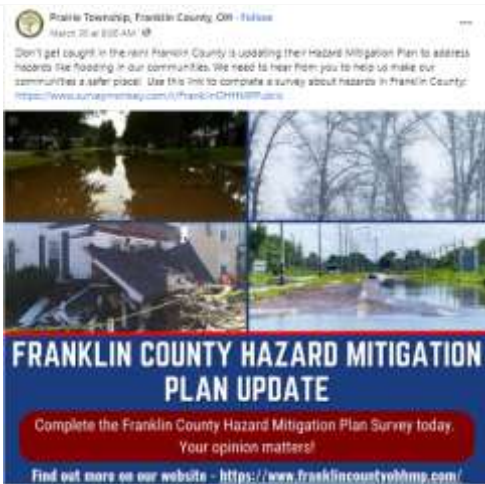 Prairie Township, Franklin County, OH · Follow
March 20 at 8:00 AM ·
Don't get caught in the rain! Franklin County is updating their Hazard Mitigation Plan to address
hazards like flooding in our communities. We need to hear from you to help us make our
communities a safer place! Use this link to complete a survey about hazards in Franklin County:
FRANKLIN COUNTY HAZARD MITIGATION
PLAN UPDATE
Complete the Franklin County Hazard Mitigation Plan Survey today.
Your opinion matters!
Find out more on our website - https://www.franklincountyohhmp.com/